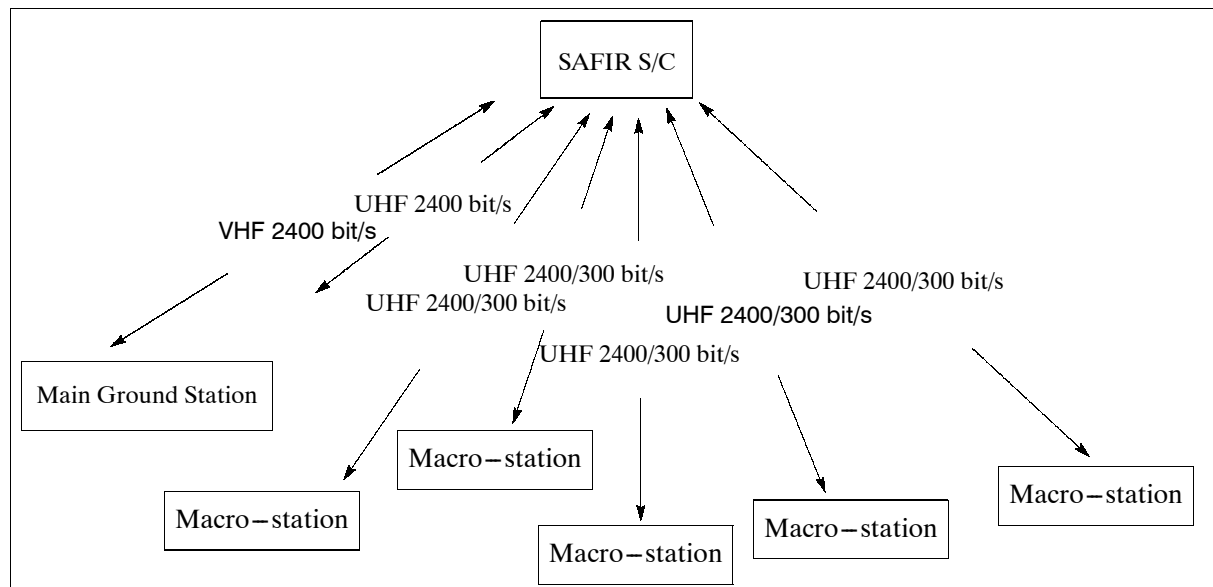 SAFIR S/C
UHF 2400 bit/s
VHF 2400 bit/s
UHF 2400/300 bit/s
UHF 2400/300 bit/s
UHF 2400/300 bit/s
UHF 2400/300 bit/s
UHF 2400/300 bit/s
Main Ground Station
Macro-station
Macro-station
Macro-station
Macro-station
Macro-station